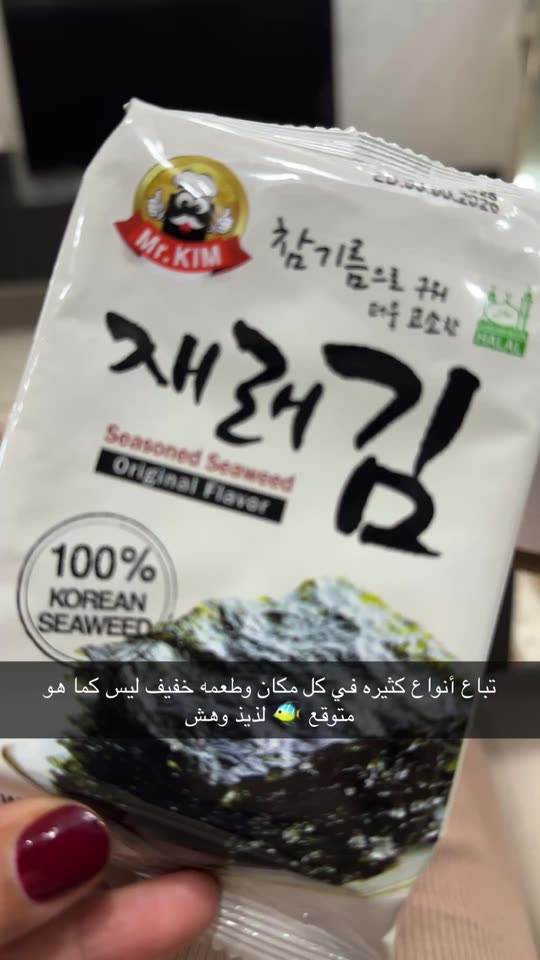 Mr.KIM
참기름으로 구워
더욱 고소한
HALAL
재래김
Seasoned Seaweed
Original Flavor
100%
KOREAN
SEAWEED
تباع أنواع كثيره في كل مكان وطعمه خفيف ليس كما هو
متوقع 🐠 لذيذ وهش